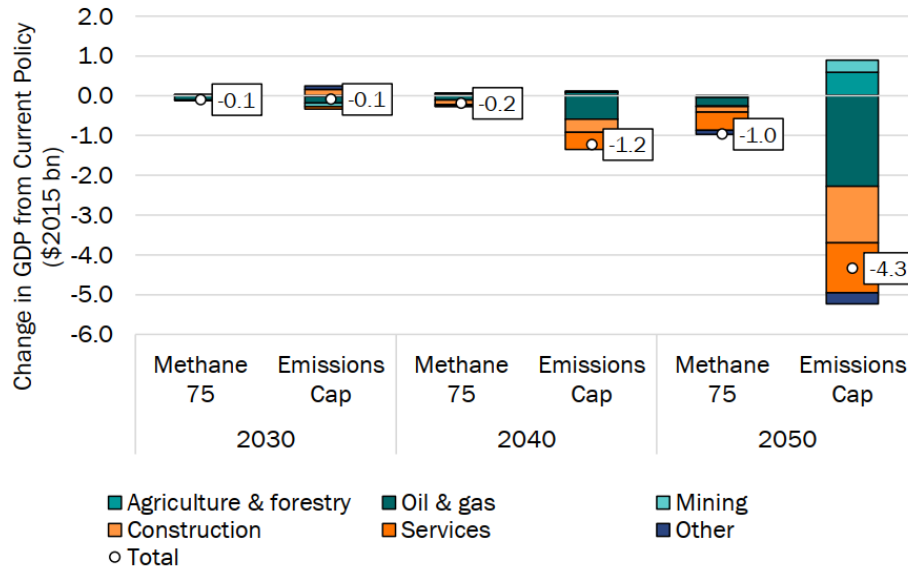 Change in GDP from Current Policy
($2015 bn)
2.0
1.0
0.0
-1.0
-2.0
-3.0
-4.0
-5.0
-6.0
-0.1
-0.1
-0.2
-1.2
-1.0
-4.3
Methane
75
Emissions
Cap
Methane
75
Emissions
Cap
Methane
75
Emissions
Cap
2030
2040
2050
Agriculture & forestry
Oil & gas
Mining
Construction
Services
Other
Total